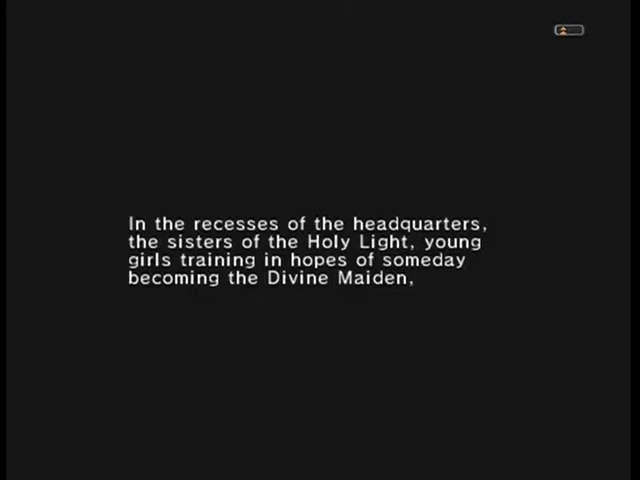 In the recesses of the headquarters,
the sisters of the Holy Light, young
girls training in hopes of someday
becoming the Divine Maiden,